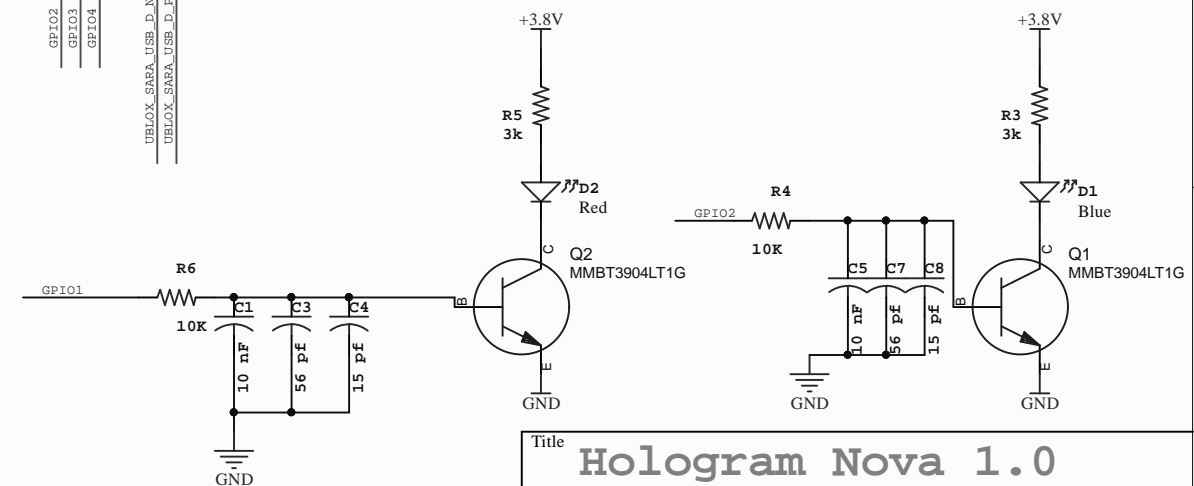 GPIO2
GPIO3
GPIO4
UBLOX_SARA_USB_D_N
UBLOX_SARA_USB_D_P
+3.8V
R5
3k
D2
Red
C
Q2
MMBT3904LT1G
B
E
GND
GPIO1
R6
10K
C1
C3
C4
10 nF
56 pf
15 pf
GND
+3.8V
R3
3k
D1
Blue
C
Q1
MMBT3904LT1G
B
E
GND
GPIO2
R4
10K
C5
C7
C8
10 nF
56 pf
15 pf
GND
Title
Hologram Nova 1.0